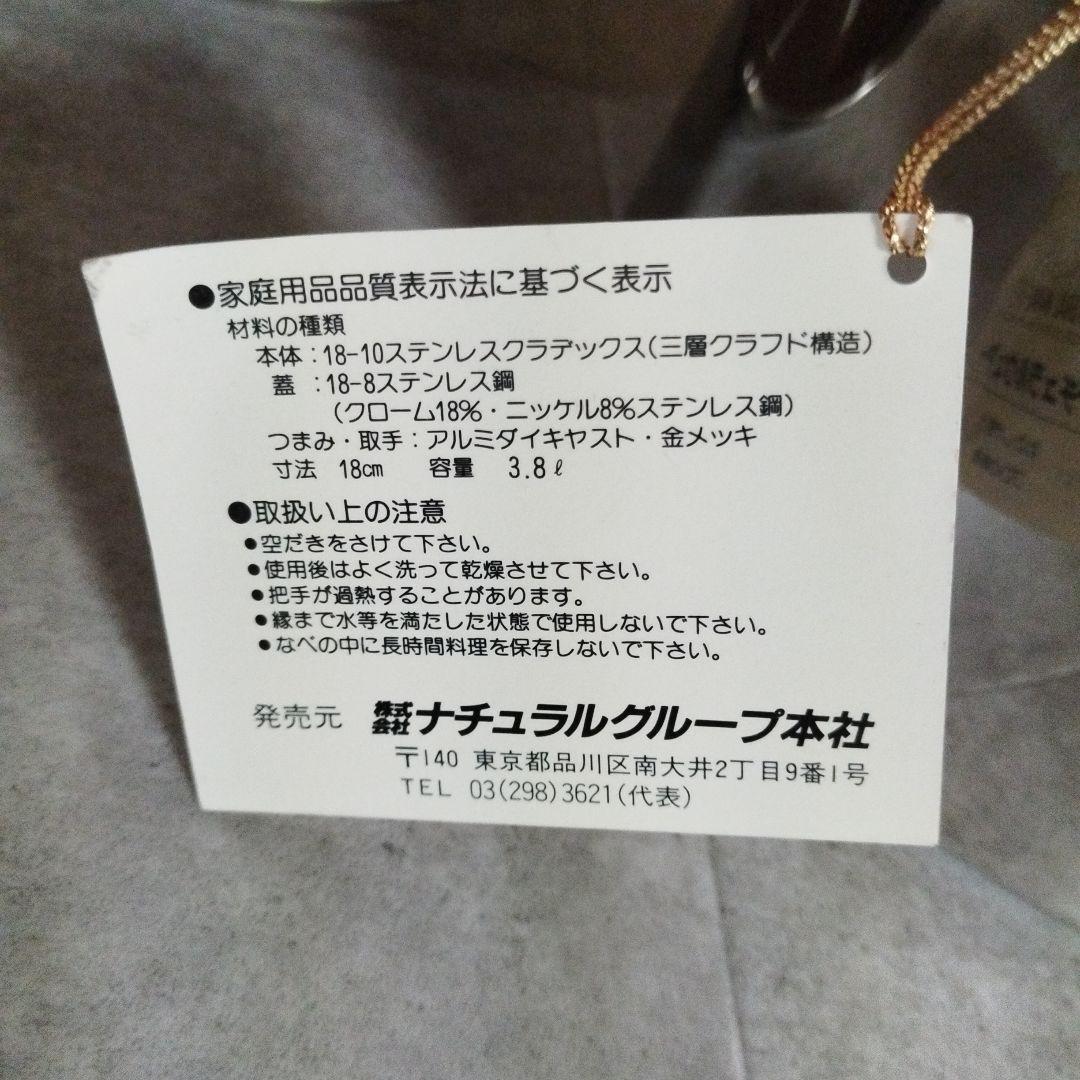 ●家庭用品品質表示法に基づく表示
材料の種類
本体：18-10ステンレスクラデックス（三層クラフド構造）
蓋：18-8ステンレス鋼
（クローム18%・ニッケル8%ステンレス鋼）
つまみ・取手：アルミダイキャスト・金メッキ
寸法 18cm 容量 3.8ℓ
●取扱い上の注意
●空だきをさけて下さい。
●使用後はよく洗って乾燥させて下さい。
●把手が過熱することがあります。
●縁まで水等を満たした状態で使用しないで下さい。
●なべの中に長時間料理を保存しないで下さい。
発売元 株式会社ナチュラルグループ本社
〒140 東京都品川区南大井2丁目9番1号
TEL 03(298)3621(代表)